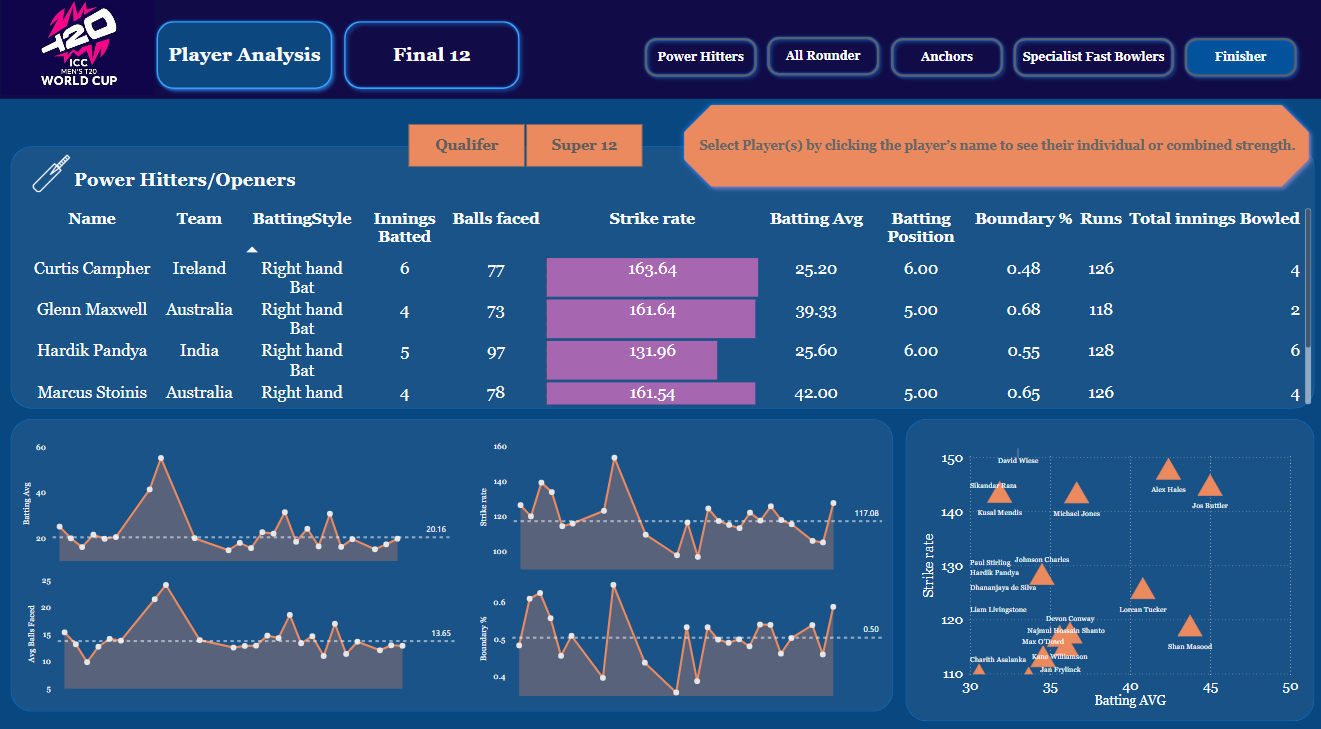 T20
ICC
MEN'S T20
WORLD CUP
Player Analysis
Final 12
Power Hitters
All Rounder
Anchors
Specialist Fast Bowlers
Finisher
Qualifer
Super 12
Select Player(s) by clicking the player's name to see their individual or combined strength.
Power Hitters/Openers
Name Team BattingStyle Innings Batted Balls faced Strike rate Batting Avg Batting Position Boundary % Runs Total innings Bowled
Curtis Campher Ireland Right hand Bat 6 77 163.64 25.20 6.00 0.48 126 4
Glenn Maxwell Australia Right hand Bat 4 73 161.64 39.33 5.00 0.68 118 2
Hardik Pandya India Right hand Bat 5 97 131.96 25.60 6.00 0.55 128 6
Marcus Stoinis Australia Right hand 4 78 161.54 42.00 5.00 0.65 126 4
Batting Avg
60
40
20
20.16
Strike rate
160
140
120
100
117.08
Avg Balls Faced
25
20
15
10
5
13.65
Boundary %
0.6
0.5
0.4
0.50
Strike rate
150
140
130
120
110
David Wiese
Sikandar Raza
Kusal Mendis
Michael Jones
Alex Hales
Jos Buttler
Paul Stirling
Johnson Charles
Hardik Pandya
Dhananjaya de Silva
Liam Livingstone
Lorcan Tucker
Devon Conway
Najmul Hossain Shanto
Max O'Dowd
Shan Masood
Kane Williamson
Charith Asalanka
Jan Frylinck
30 35 40 45 50
Batting AVG